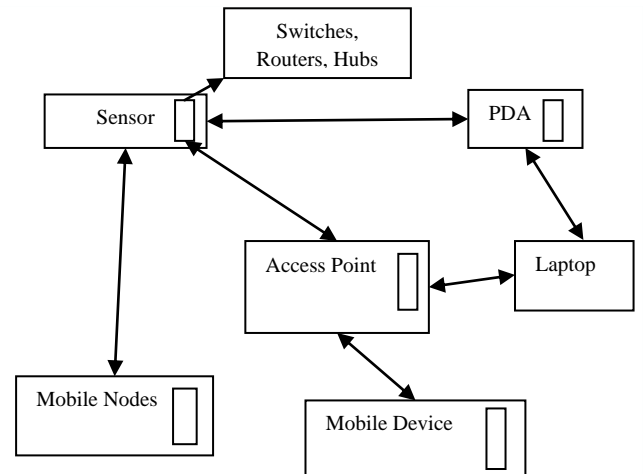 Switches,
Routers, Hubs
Sensor
PDA
Access Point
Laptop
Mobile Nodes
Mobile Device